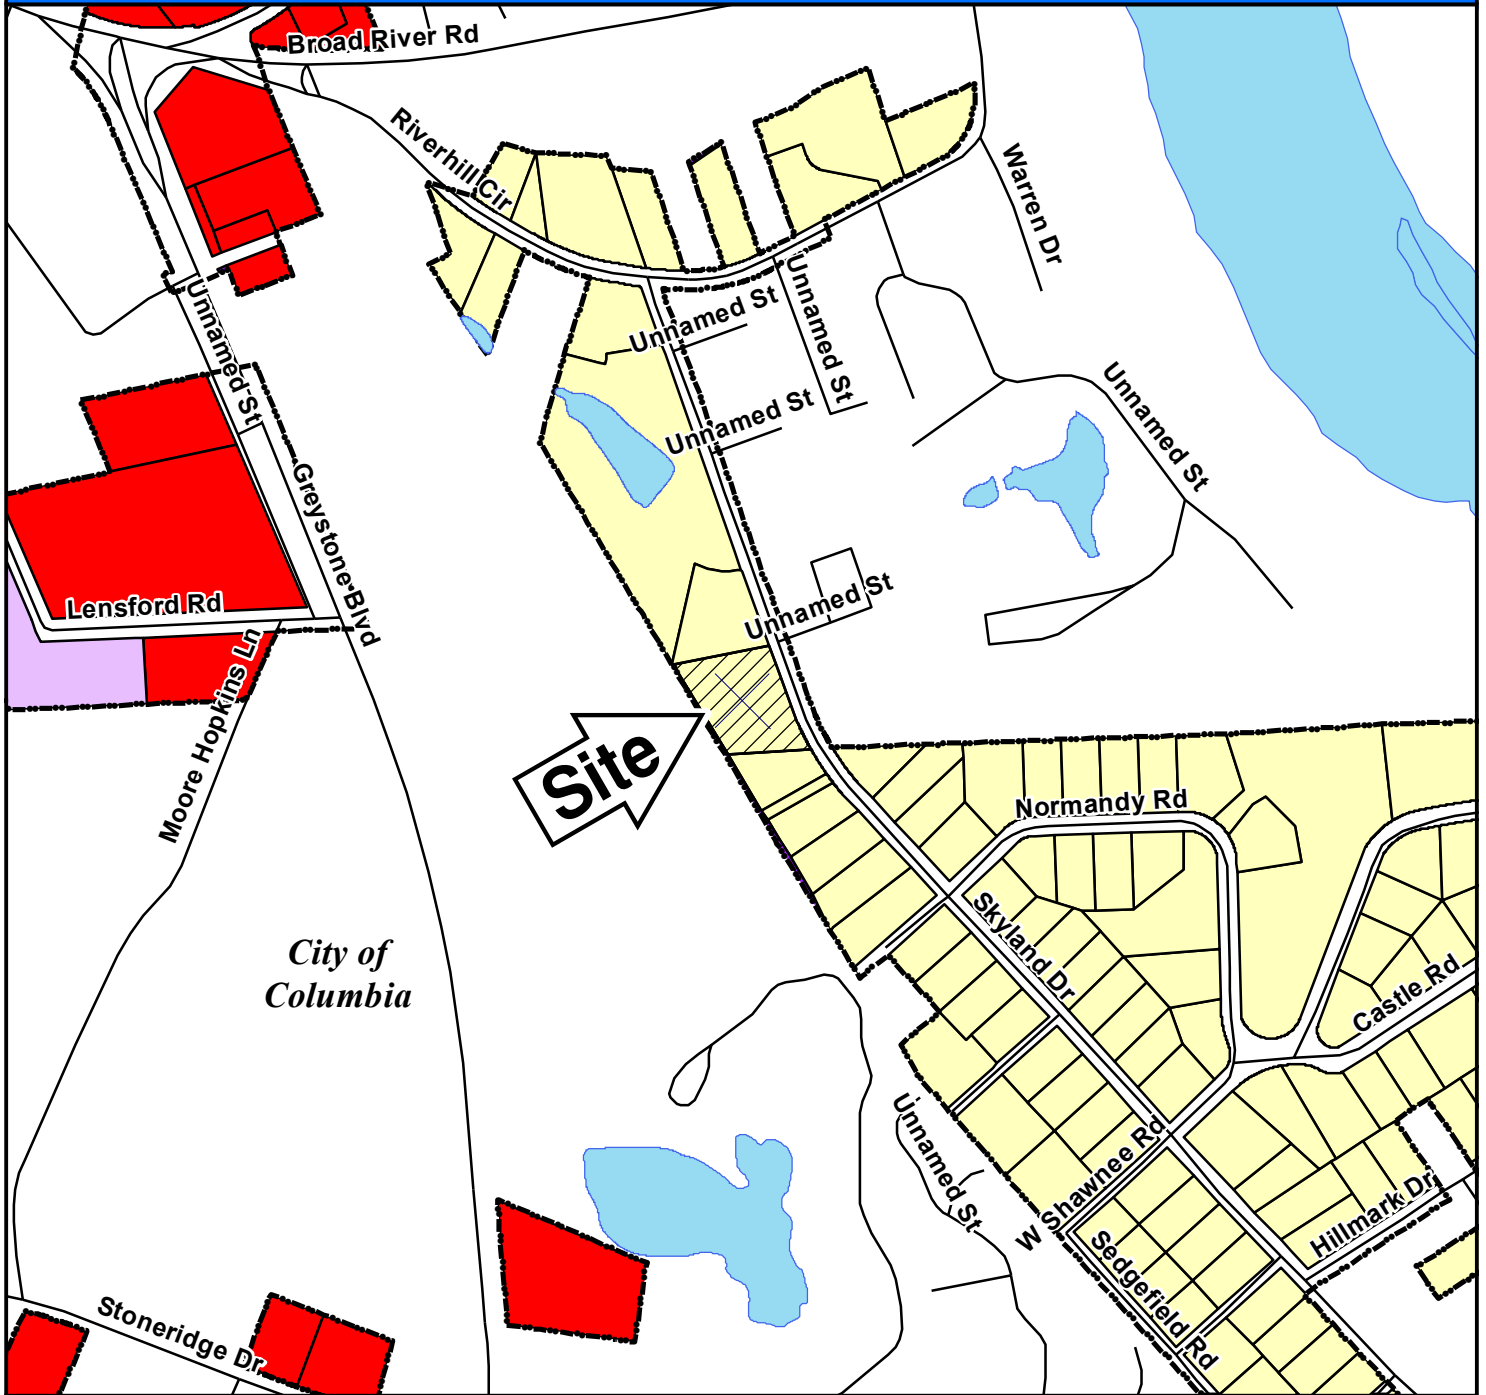 Broad River Rd
Riverhill Cir
Warren Dr
Unnamed St
Unnamed St
Unnamed St
Unnamed St
Unnamed St
Unnamed St
Greystone Blvd
Lensford Rd
Moore Hopkins Ln
Site
Normandy Rd
Skyland Dr
City of
Columbia
Castle Rd
Unnamed St
W Shawnee Rd
Hillmark Dr
Sedgefield Rd
Stoneridge Dr